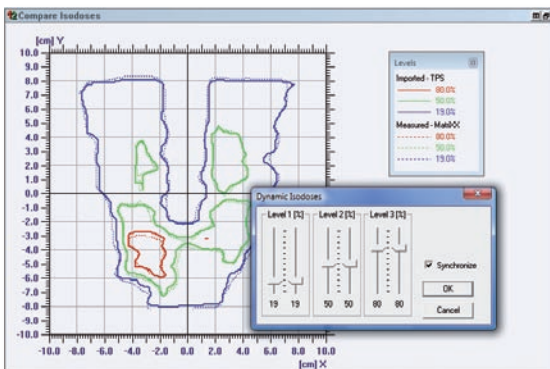 Compare Isodoses
[cm] Y
10.0
9.0
8.0
7.0
6.0
5.0
4.0
3.0
2.0
1.0
0.0
-1.0
-2.0
-3.0
-4.0
-5.0
-6.0
-7.0
-8.0
-9.0
-10.0
-10.0 -8.0 -6.0 -4.0 -2.0 0.0 2.0 4.0 6.0 8.0 10.0
[cm] X
Levels
Imported - TPS
80.0%
50.0%
19.0%
Measured - MatriXX
80.0%
50.0%
19.0%
Dynamic Isodoses
Level 1 [%] Level 2 [%] Level 3 [%]
19 19 50 50 80 80
Synchronize
OK
Cancel